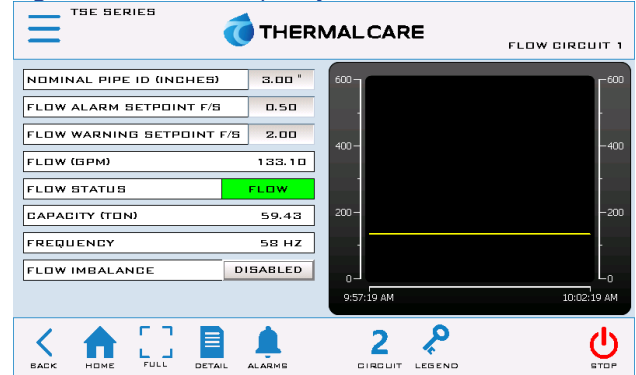 TSE SERIES
THERMALCARE
FLOW CIRCUIT 1
NOMINAL PIPE ID (INCHES) 3.00 "
FLOW ALARM SETPOINT F/S 0.50
FLOW WARNING SETPOINT F/S 2.00
FLOW (GPM) 133.10
FLOW STATUS FLOW
CAPACITY (TON) 59.43
FREQUENCY 58 HZ
FLOW IMBALANCE DISABLED
600 600
400 400
200 200
0 0
9:57:19 AM 10:02:19 AM
2
BACK HOME FULL DETAIL ALARMS CIRCUIT LEGEND STOP